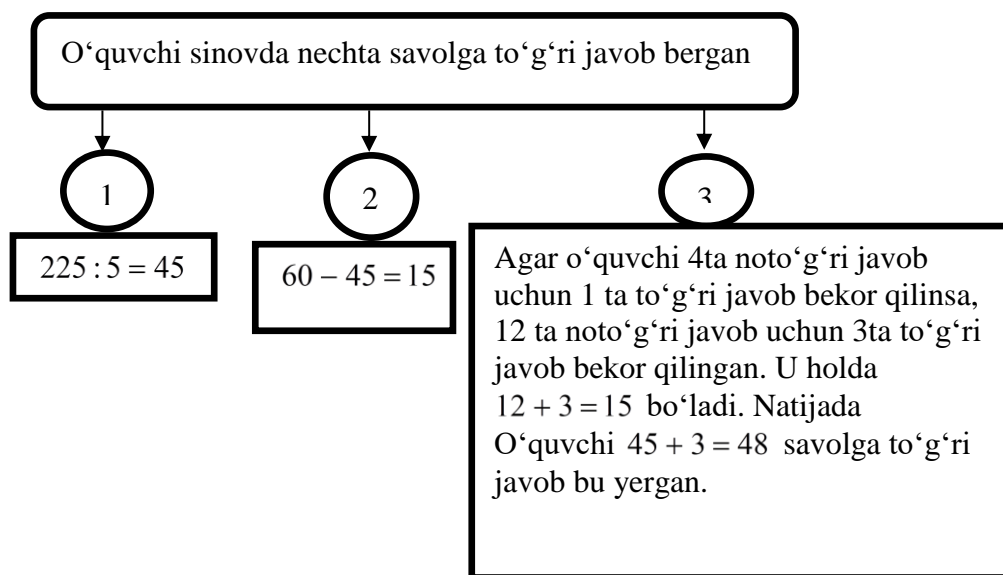 O‘quvchi sinovda nechta savolga to‘g‘ri javob bergan
1
2
3
225 : 5 = 45
60 – 45 = 15
Agar o‘quvchi 4ta noto‘g‘ri javob
uchun 1 ta to‘g‘ri javob bekor qilinsa,
12 ta noto‘g‘ri javob uchun 3ta to‘g‘ri
javob bekor qilingan. U holda
12 + 3 = 15 bo‘ladi. Natijada
O‘quvchi 45 + 3 = 48 savolga to‘g‘ri
javob bu yergan.